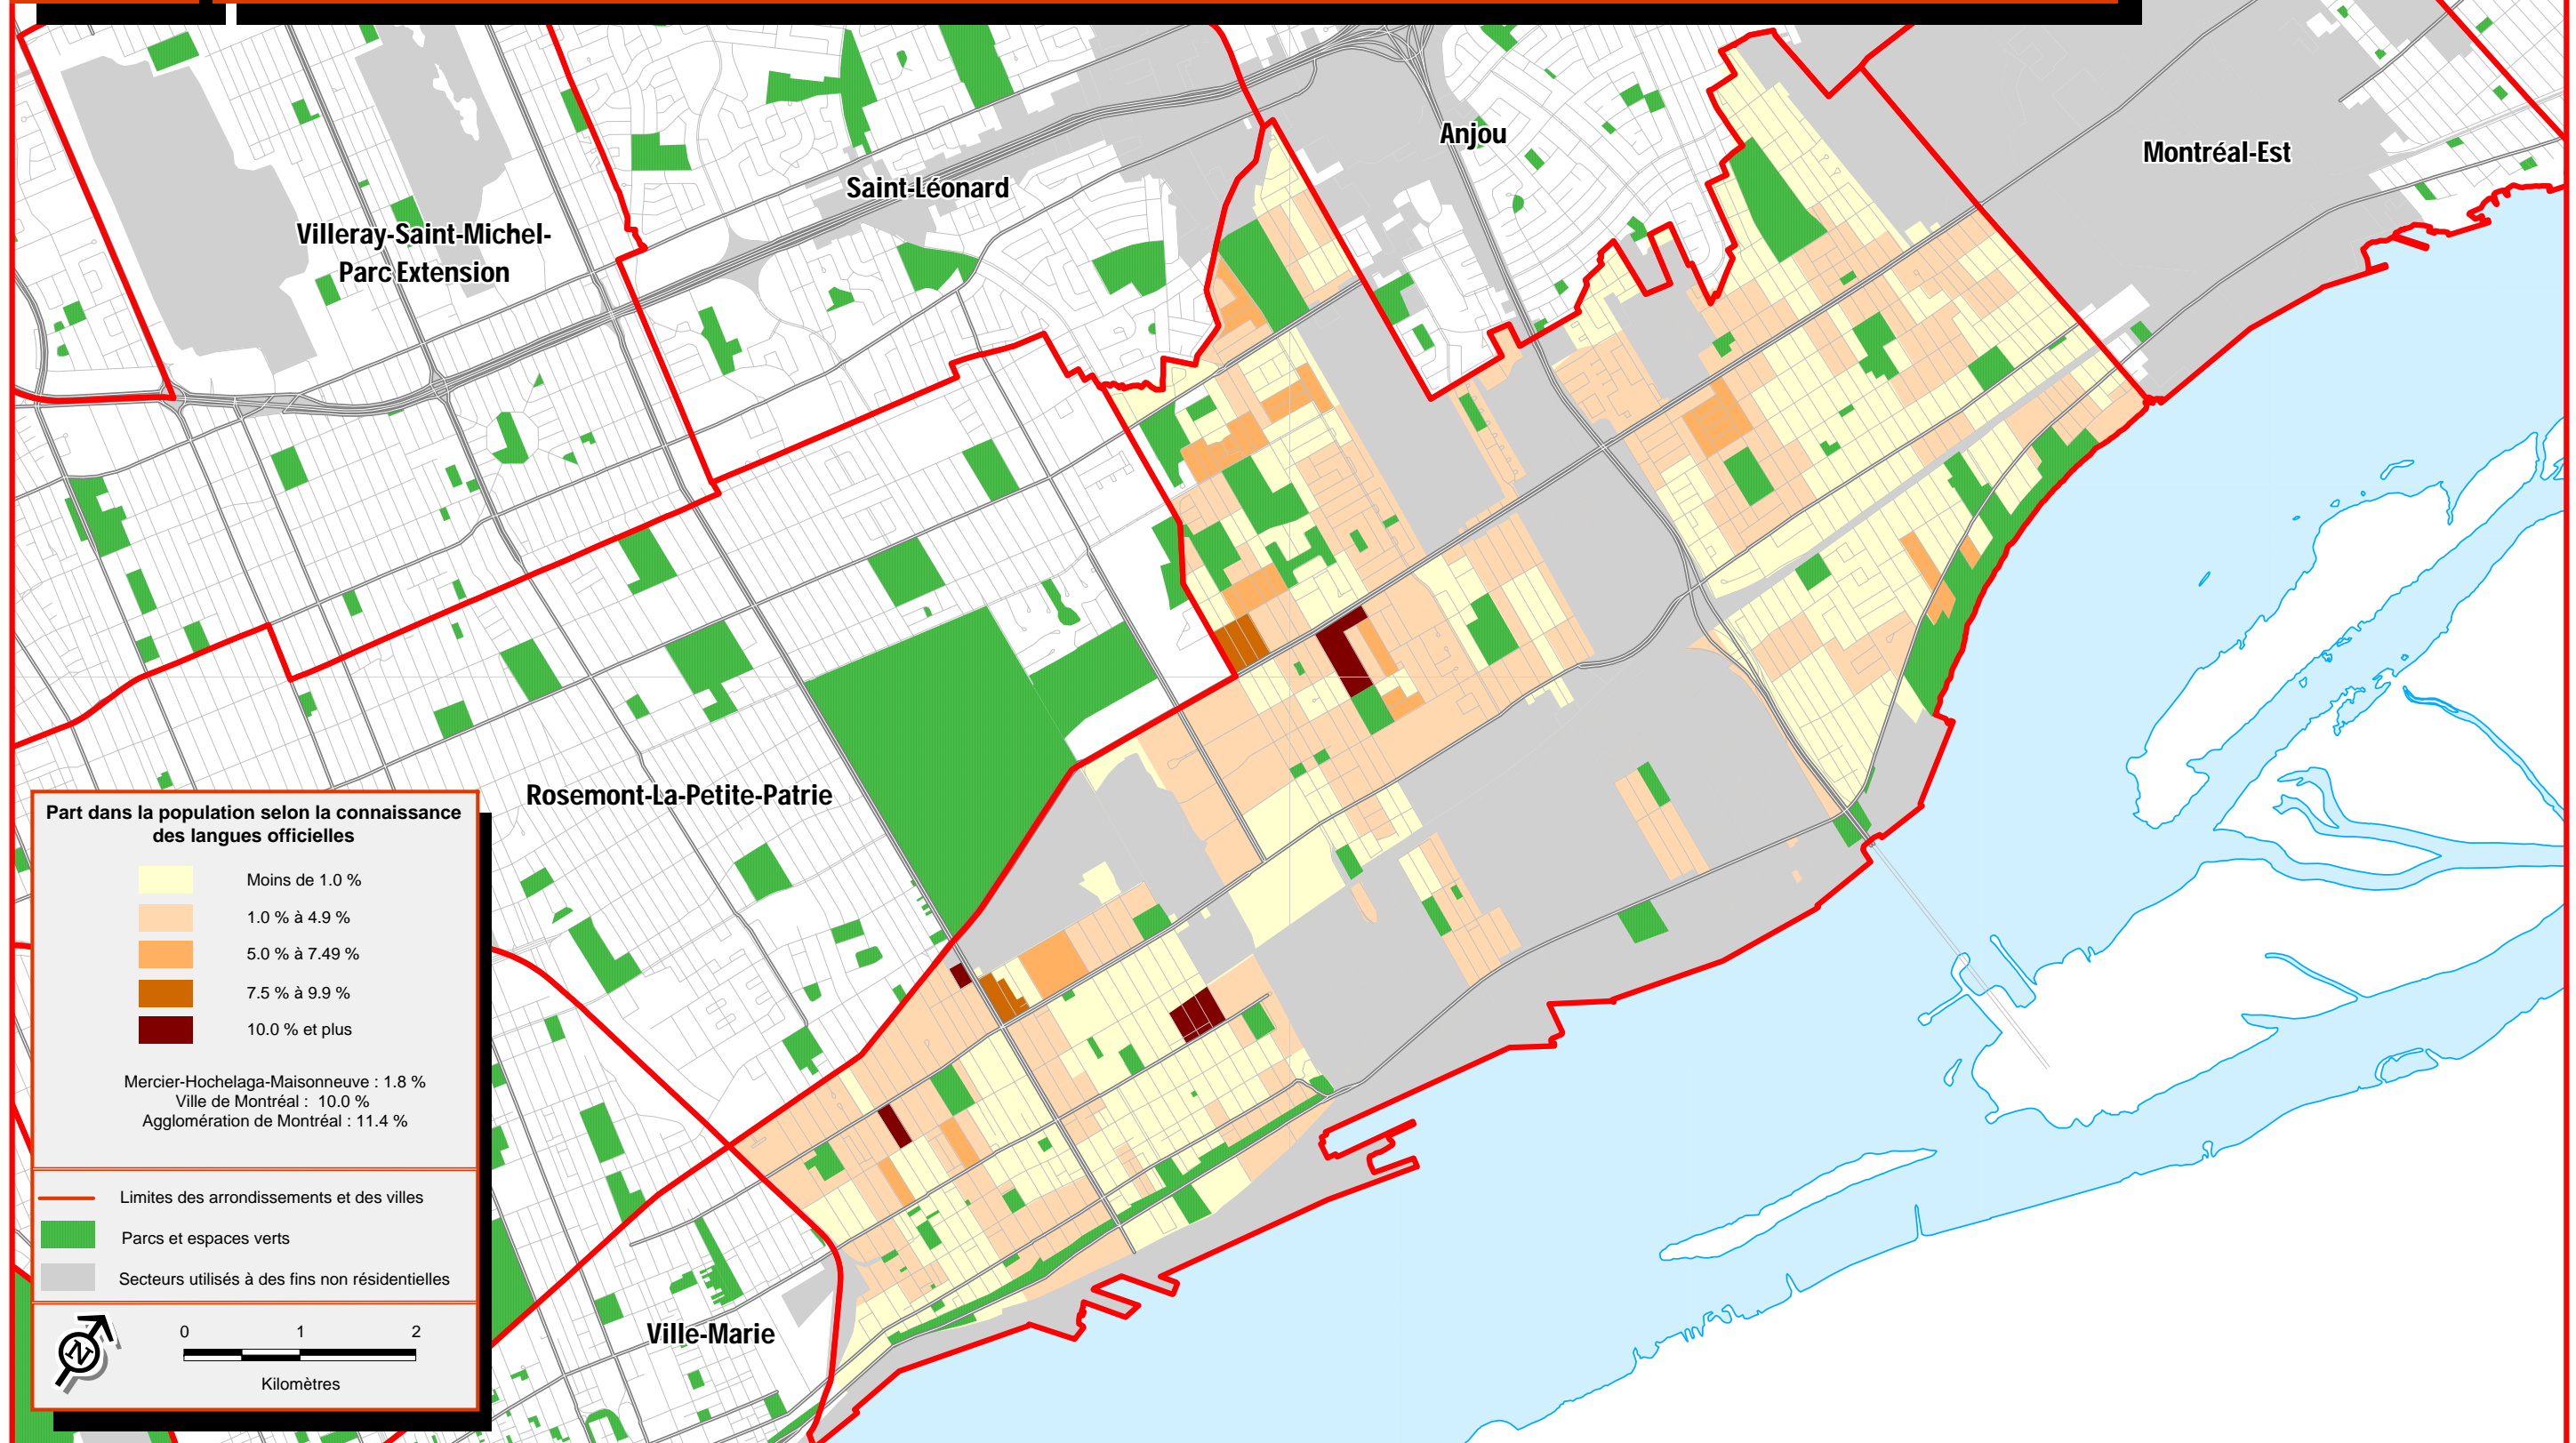 Anjou
Montréal-Est
Saint-Léonard
Villeray-Saint-Michel-
Parc Extension
Rosemont-La-Petite-Patrie
Ville-Marie
Part dans la population selon la connaissance
des langues officielles
Moins de 1.0 %
1.0 % à 4.9 %
5.0 % à 7.49 %
7.5 % à 9.9 %
10.0 % et plus
Mercier-Hochelaga-Maisonneuve : 1.8 %
Ville de Montréal : 10.0 %
Agglomération de Montréal : 11.4 %
Limites des arrondissements et des villes
Parcs et espaces verts
Secteurs utilisés à des fins non résidentielles
N
0 1 2
Kilomètres